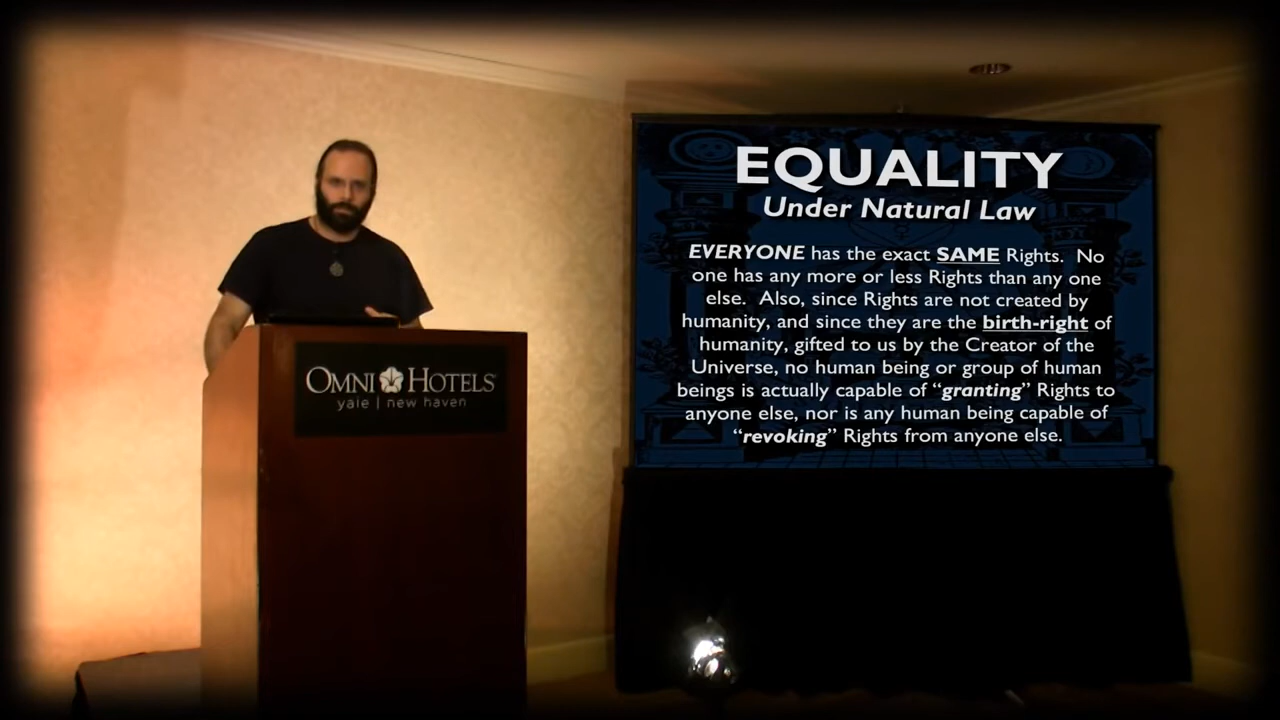 OMNI HOTELS
yale | new haven
EQUALITY
Under Natural Law
EVERYONE has the exact SAME Rights. No
one has any more or less Rights than any one
else. Also, since Rights are not created by
humanity, and since they are the birth-right of
humanity, gifted to us by the Creator of the
Universe, no human being or group of human
beings is actually capable of “granting” Rights to
anyone else, nor is any human being capable of
“revoking” Rights from anyone else.